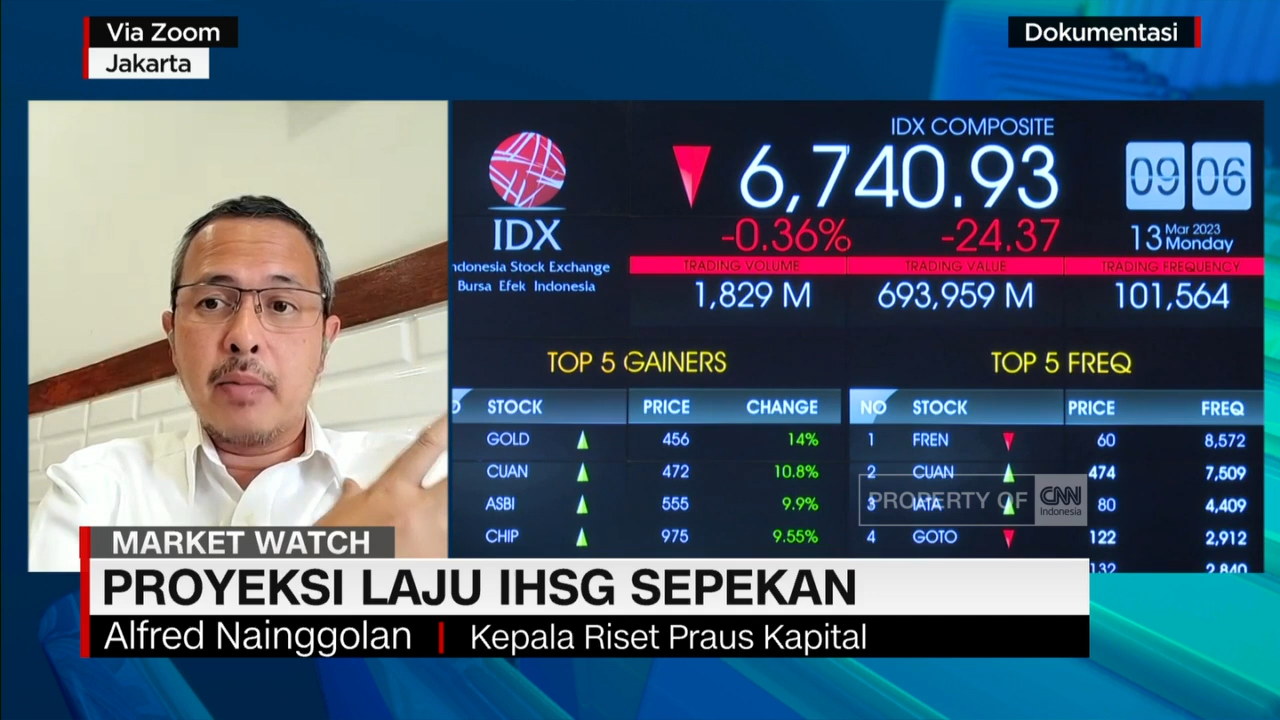 Via Zoom
Jakarta
Dokumentasi
IDX
ndonesia Stock Exchange
Bursa Efek Indonesia
IDX COMPOSITE
6,740.93
-0.36% -24.37
09 06
13 Mar 2023 Monday
TRADING VOLUME TRADING VALUE TRADING FREQUENCY
1,829 M 693,959 M 101,564
TOP 5 GAINERS
STOCK PRICE CHANGE
GOLD 456 14%
CUAN 472 10.8%
ASBI 555 9.9%
CHIP 975 9.55%
TOP 5 FREQ
NO STOCK PRICE FREQ
1 FREN 60 8,572
2 CUAN 474 7,509
3 IATA 80 4,409
4 GOTO 122 2,912
132 2,840
PROPERTY OF CNN Indonesia
MARKET WATCH
PROYEKSI LAJU IHSG SEPEKAN
Alfred Nainggolan | Kepala Riset Praus Kapital